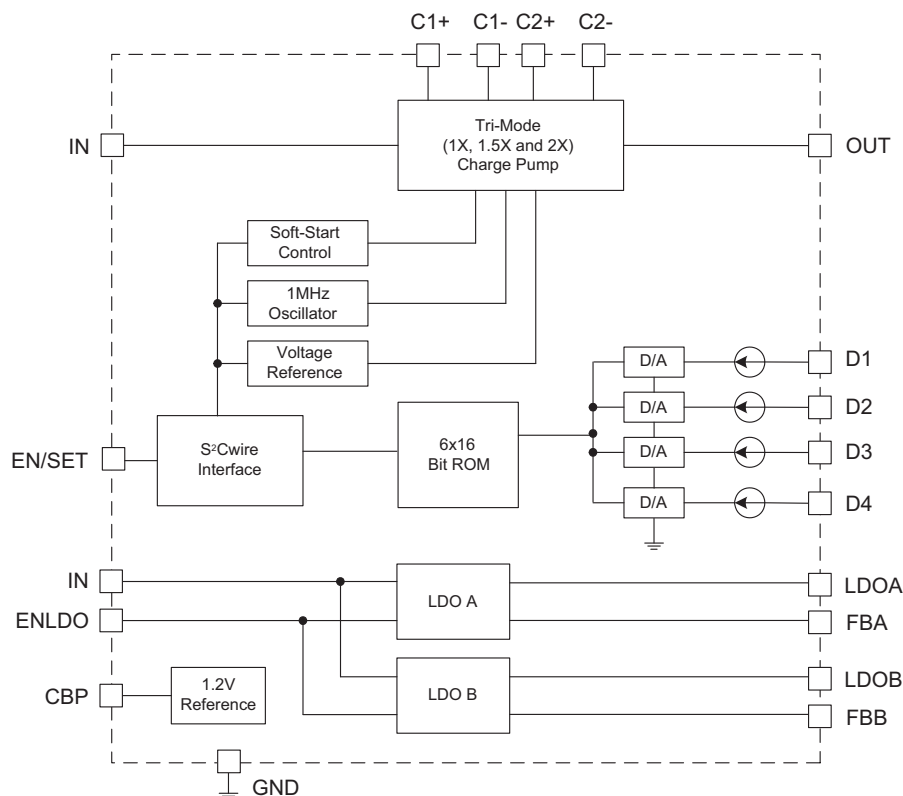 C1+ C1- C2+ C2-
Tri-Mode
(1X, 1.5X and 2X)
Charge Pump
IN
OUT
Soft-Start
Control
1MHz
Oscillator
Voltage
Reference
D/A
D1
D/A
D2
D/A
D3
D/A
D4
EN/SET
S²Cwire
Interface
6x16
Bit ROM
IN
LDO A
LDOA
ENLDO
FBA
LDO B
LDOB
FBB
CBP
1.2V
Reference
GND